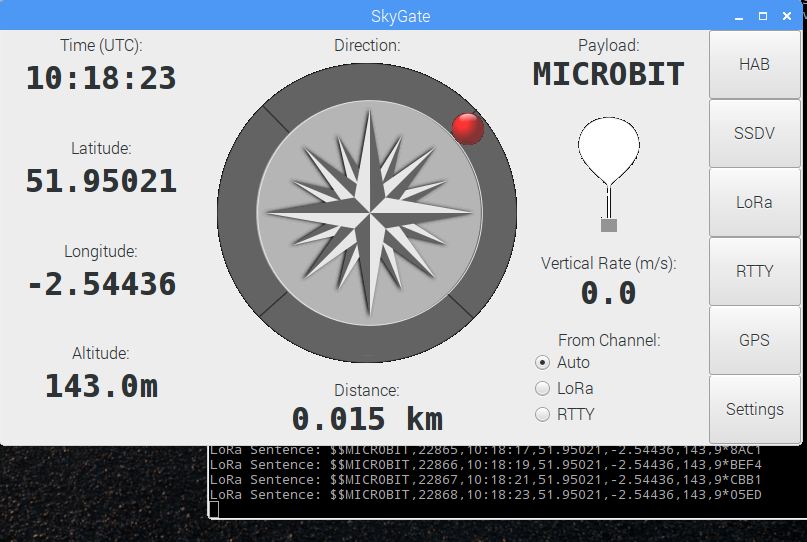 SkyGate
Time (UTC):
10:18:23
Latitude:
51.95021
Longitude:
-2.54436
Altitude:
143.0m
Direction:
Distance:
0.015 km
Payload:
MICROBIT
Vertical Rate (m/s):
0.0
From Channel:
Auto
LoRa
RTTY
HAB
SSDV
LoRa
RTTY
GPS
Settings
LoRa Sentence: $$MICROBIT,22865,10:18:17,51.95021,-2.54436,143,9*8AC1
LoRa Sentence: $$MICROBIT,22866,10:18:19,51.95021,-2.54436,143,9*BEF4
LoRa Sentence: $$MICROBIT,22867,10:18:21,51.95021,-2.54436,143,9*CBB1
LoRa Sentence: $$MICROBIT,22868,10:18:23,51.95021,-2.54436,143,9*05ED